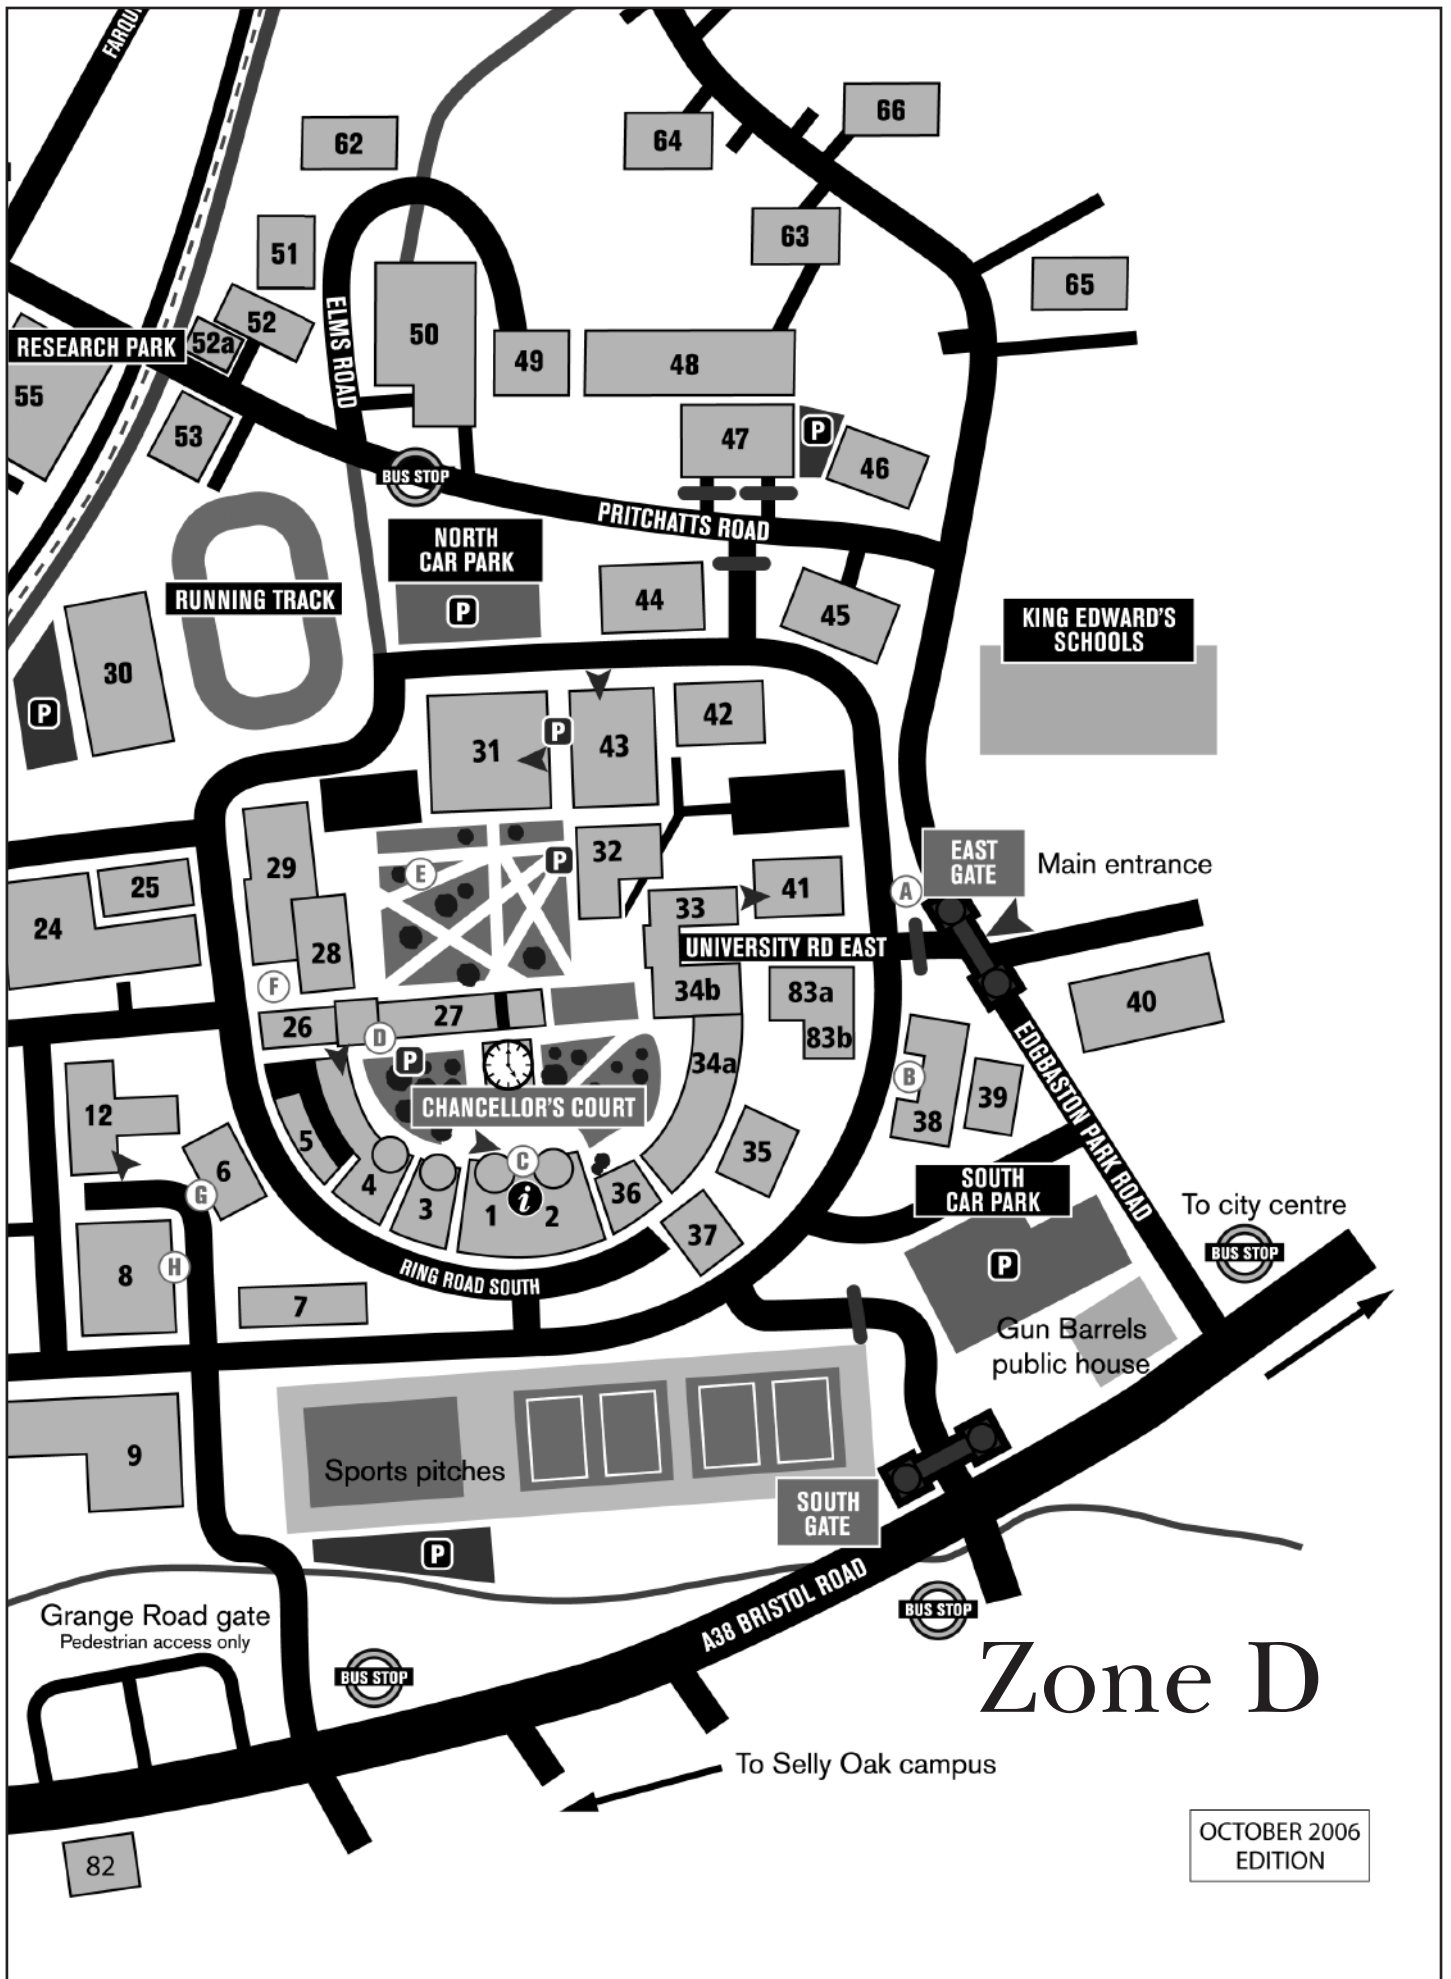 66
64
62
63
51
65
52
52a
RESEARCH PARK
ELMS ROAD
50
49
48
55
53
47
P
46
BUS STOP
PRITCHATTS ROAD
NORTH
CAR PARK
P
RUNNING TRACK
44
45
KING EDWARD'S
SCHOOLS
30
P
42
31
P
43
29
E
P
32
EAST
GATE
Main entrance
25
A
41
33
24
28
UNIVERSITY RD EAST
F
34b
83a
40
26
27
D
83b
P
34a
EDGBASTON PARK ROAD
B
39
12
CHANCELLOR'S COURT
38
5
35
6
C
4
G
36
SOUTH
CAR PARK
3
1
i
2
37
To city centre
BUS STOP
8
H
RING ROAD SOUTH
P
7
Gun Barrels
public house
9
Sports pitches
SOUTH
GATE
P
A38 BRISTOL ROAD
Grange Road gate
Pedestrian access only
BUS STOP
BUS STOP
Zone D
To Selly Oak campus
OCTOBER 2006
EDITION
82